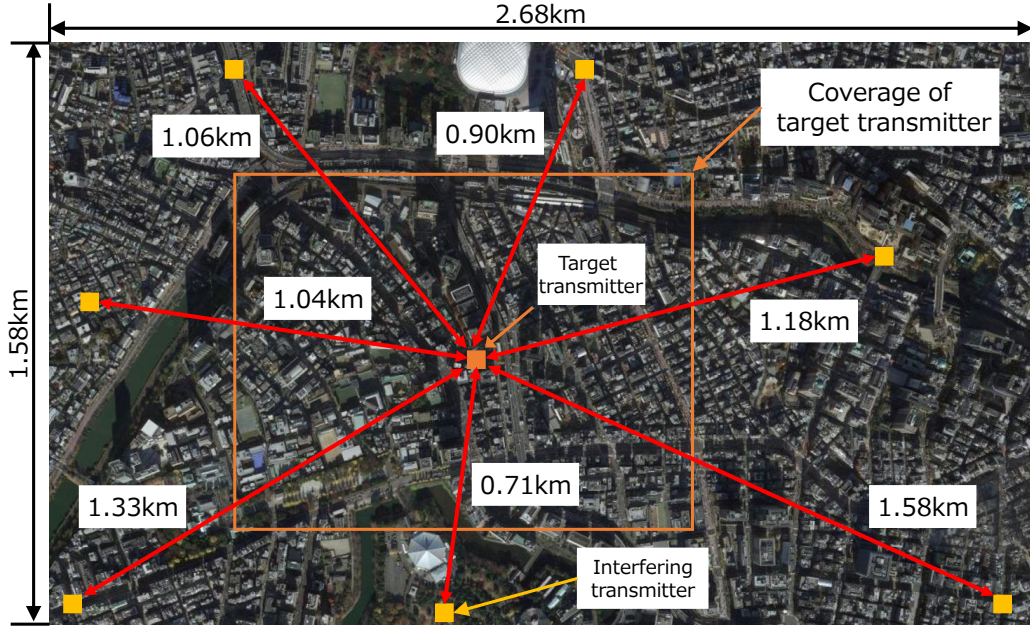 2.68km
1.58km
Coverage of
target transmitter
1.06km
0.90km
Target
transmitter
1.04km
1.18km
1.33km
0.71km
1.58km
Interfering
transmitter